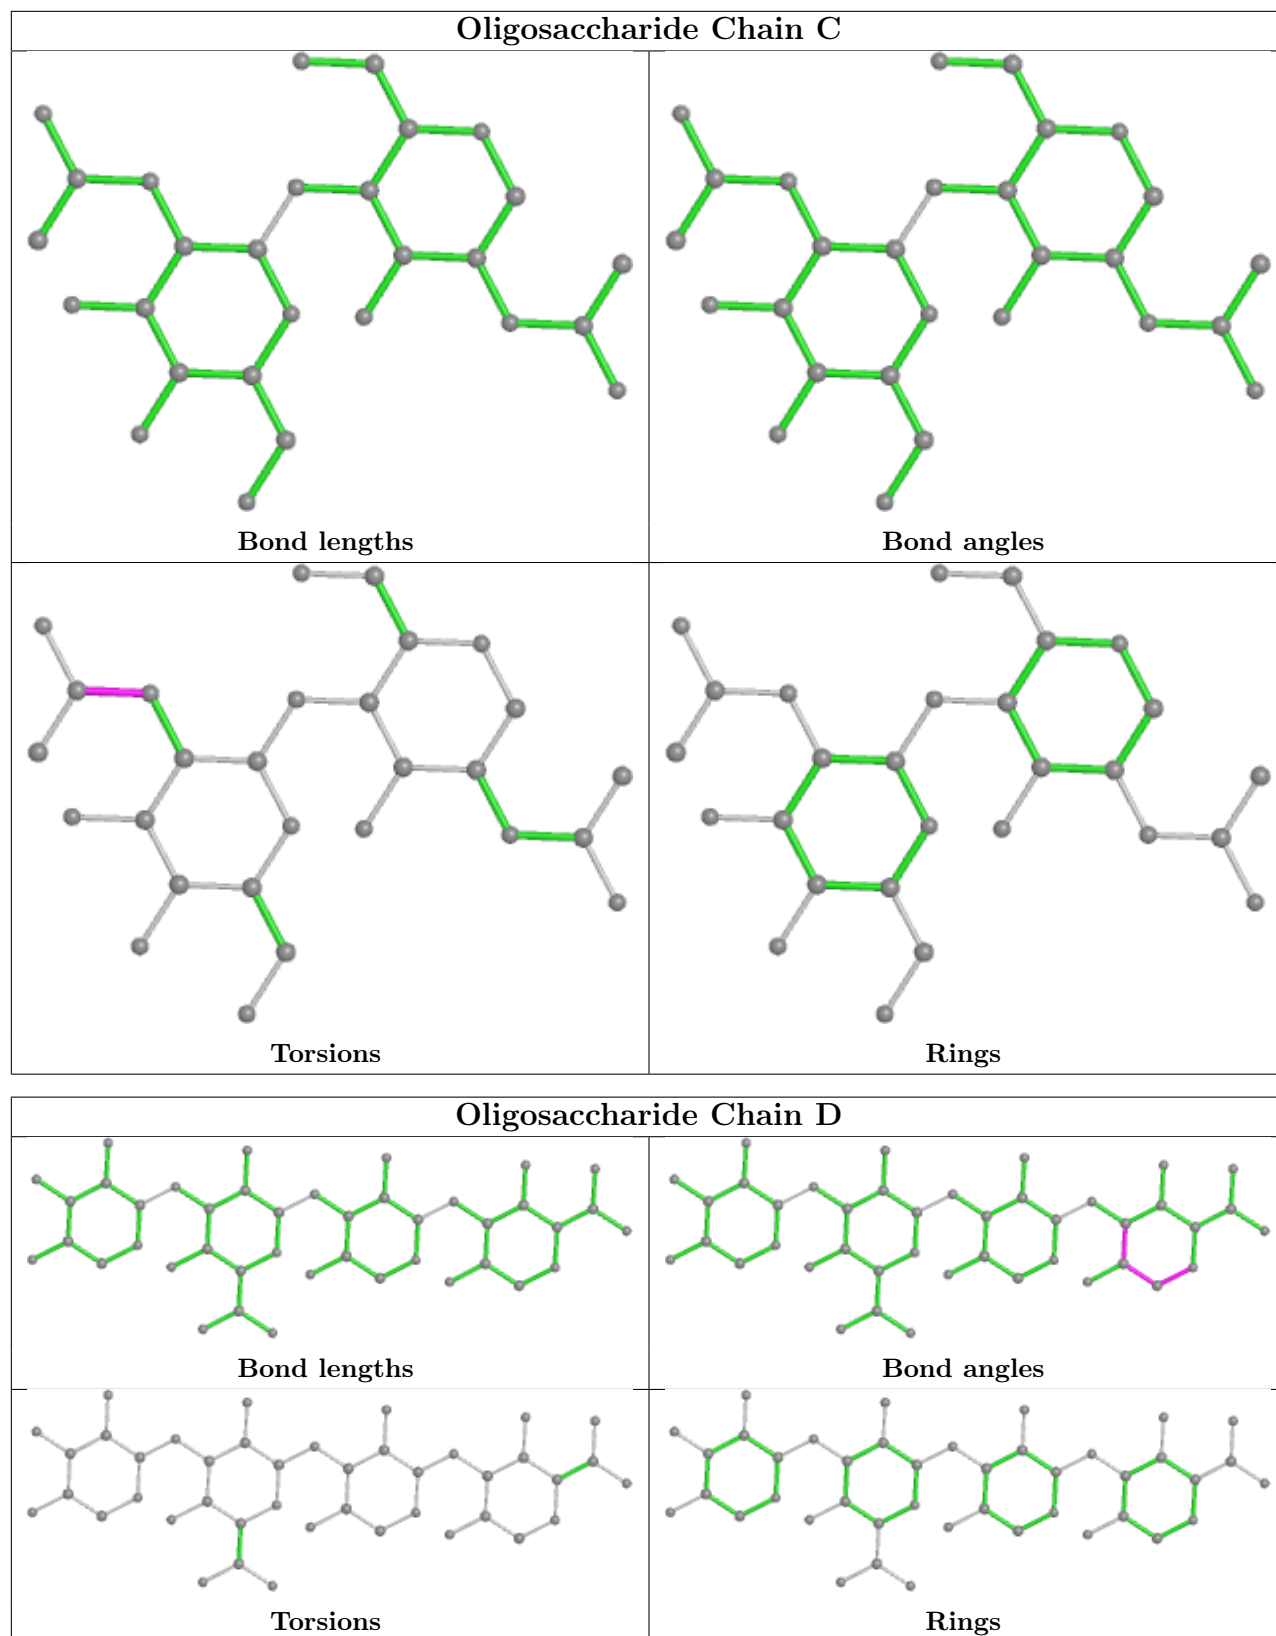 Oligosaccharide Chain C
Bond lengths
Bond angles
Torsions
Rings
Oligosaccharide Chain D
Bond lengths
Bond angles
Torsions
Rings